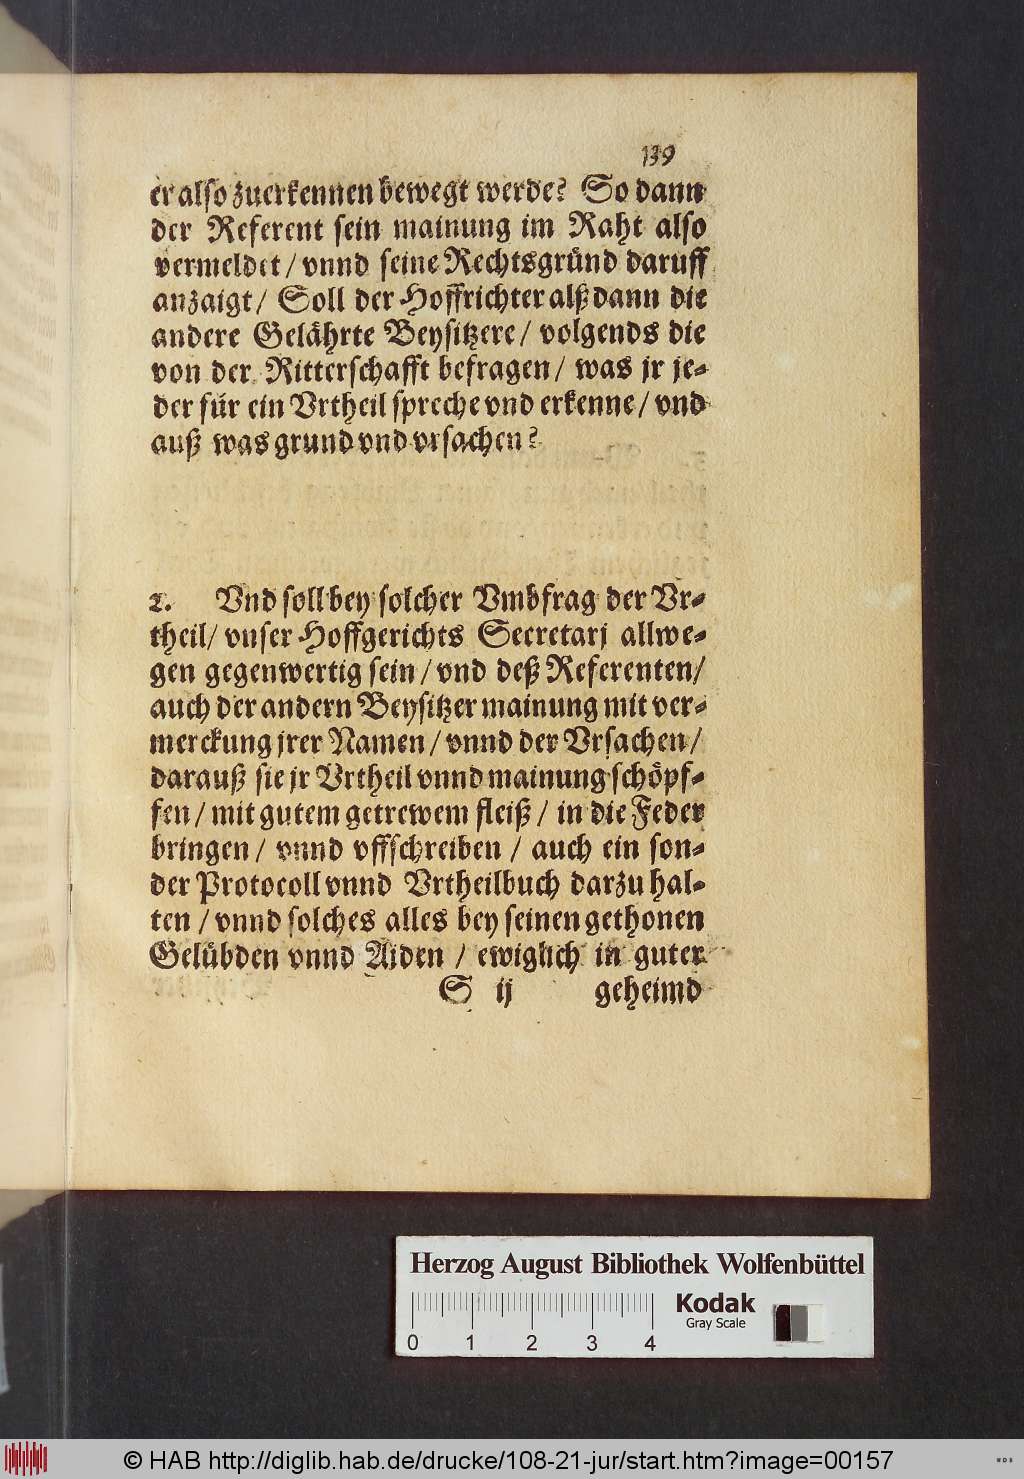 139
er also zuerkennen bewegt werde? So dann
der Referent sein mainung im Raht also
vermeldet / vnnd seine Rechtsgründ daruff
anzaigt / Soll der Hoffrichter alß dann die
andere Gelährte Beysitzere / volgends die
von der Ritterschafft befragen / was jr je-
der für ein Vrtheil spreche vnd erkenne / vnd
auß was grund vnd vrsachen?
2. Vnd soll bey solcher Vmbfrag der Vr-
theil / vnser Hoffgerichts Secretarj allwe-
gen gegenwertig sein / vnd deß Referenten /
auch der andern Beysitzer mainung mit ver-
merckung jrer Namen / vnnd der Vrsachen /
darauß sie jr Vrtheil vnnd mainung schöpf-
fen / mit gutem getrewem fleiß / in die Feder
bringen / vnnd vffschreiben / auch ein son-
der Protocoll vnnd Vrtheilbuch darzu hal-
ten / vnnd solches alles bey seinen gethonen
Gelübden vnnd Aiden / ewiglich in guter
S ij geheimd
Herzog August Bibliothek Wolfenbüttel
Kodak
Gray Scale
0 1 2 3 4
© HAB http://diglib.hab.de/drucke/108-21-jur/start.htm?image=00157